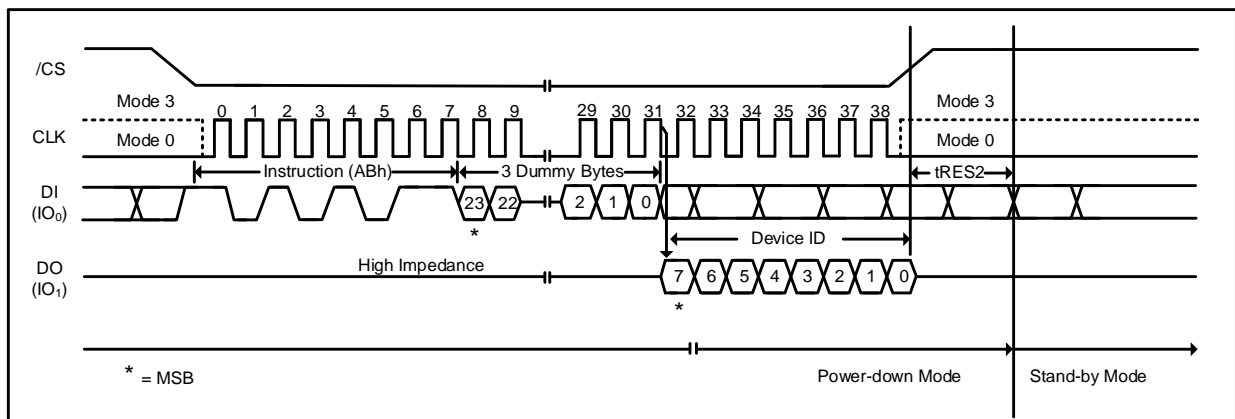 /CS
Mode 3
0 1 2 3 4 5 6 7 8 9 29 30 31 32 33 34 35 36 37 38
Mode 3
CLK
Mode 0
Mode 0
Instruction (ABh)
3 Dummy Bytes
tRES2
DI
(IO₀)
23 22 2 1 0
*
Device ID
DO
(IO₁)
High Impedance
7 6 5 4 3 2 1 0
*
* = MSB
Power-down Mode
Stand-by Mode